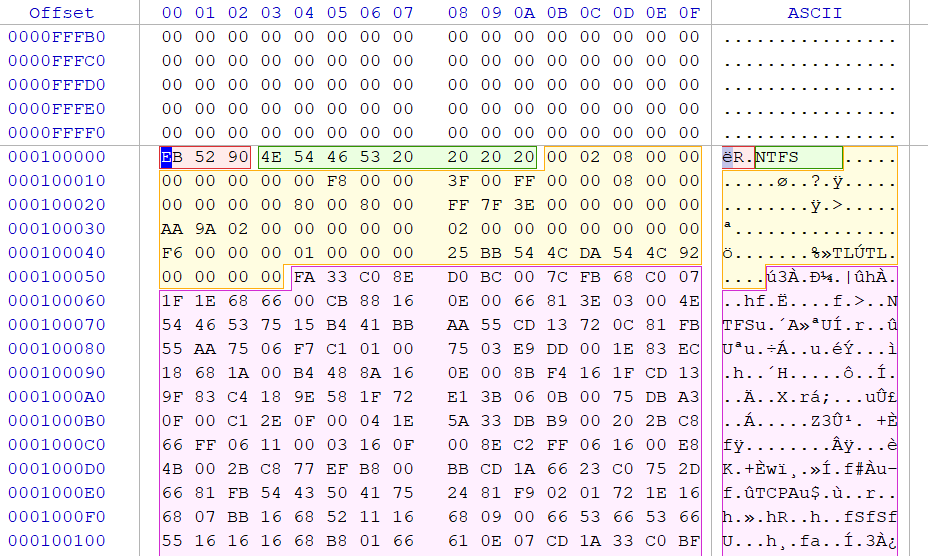 Offset 00 01 02 03 04 05 06 07 08 09 0A 0B 0C 0D 0E 0F ASCII
0000FFFB0 00 00 00 00 00 00 00 00 00 00 00 00 00 00 00 00 ................
0000FFFC0 00 00 00 00 00 00 00 00 00 00 00 00 00 00 00 00 ................
0000FFFD0 00 00 00 00 00 00 00 00 00 00 00 00 00 00 00 00 ................
0000FFFE0 00 00 00 00 00 00 00 00 00 00 00 00 00 00 00 00 ................
0000FFFF0 00 00 00 00 00 00 00 00 00 00 00 00 00 00 00 00 ................
000100000 EB 52 90 4E 54 46 53 20 20 20 20 00 02 08 00 00 ëR.NTFS    .....
000100010 00 00 00 00 00 F8 00 00 3F 00 FF 00 00 08 00 00 .....ø..?.ÿ.....
000100020 00 00 00 00 80 00 80 00 FF 7F 3E 00 00 00 00 00 ........ÿ.>.....
000100030 AA 9A 02 00 00 00 00 00 02 00 00 00 00 00 00 00 ª...............
000100040 F6 00 00 00 01 00 00 00 25 BB 54 4C DA 54 4C 92 ö.......%»TLÚTL.
000100050 00 00 00 00 FA 33 C0 8E D0 BC 00 7C FB 68 C0 07 ....ú3À.Ð¼.|ûhÀ.
000100060 1F 1E 68 66 00 CB 88 16 0E 00 66 81 3E 03 00 4E ..hf.Ë....f.>..N
000100070 54 46 53 75 15 B4 41 BB AA 55 CD 13 72 0C 81 FB TFSu.´A»ªUÍ.r..û
000100080 55 AA 75 06 F7 C1 01 00 75 03 E9 DD 00 1E 83 EC Uªu.÷Á..u.éÝ...ì
000100090 18 68 1A 00 B4 48 8A 16 0E 00 8B F4 16 1F CD 13 .h..´H.....ô..Í.
0001000A0 9F 83 C4 18 9E 58 1F 72 E1 3B 06 0B 00 75 DB A3 ..Ä..X.rá;...uÛ£
0001000B0 0F 00 C1 2E 0F 00 04 1E 5A 33 DB B9 00 20 2B C8 ..Á.....Z3Û¹. +È
0001000C0 66 FF 06 11 00 03 16 0F 00 8E C2 FF 06 16 00 E8 fÿ........Âÿ...è
0001000D0 4B 00 2B C8 77 EF B8 00 BB CD 1A 66 23 C0 75 2D K.+Èwï¸.»Í.f#Àu-
0001000E0 66 81 FB 54 43 50 41 75 24 81 F9 02 01 72 1E 16 f.ûTCPAu$.ù..r..
0001000F0 68 07 BB 16 68 52 11 16 68 09 00 66 53 66 53 66 h.».hR..h..fSfSf
000100100 55 16 16 16 68 B8 01 66 61 0E 07 CD 1A 33 C0 BF U...h¸.fa..Í.3À¿